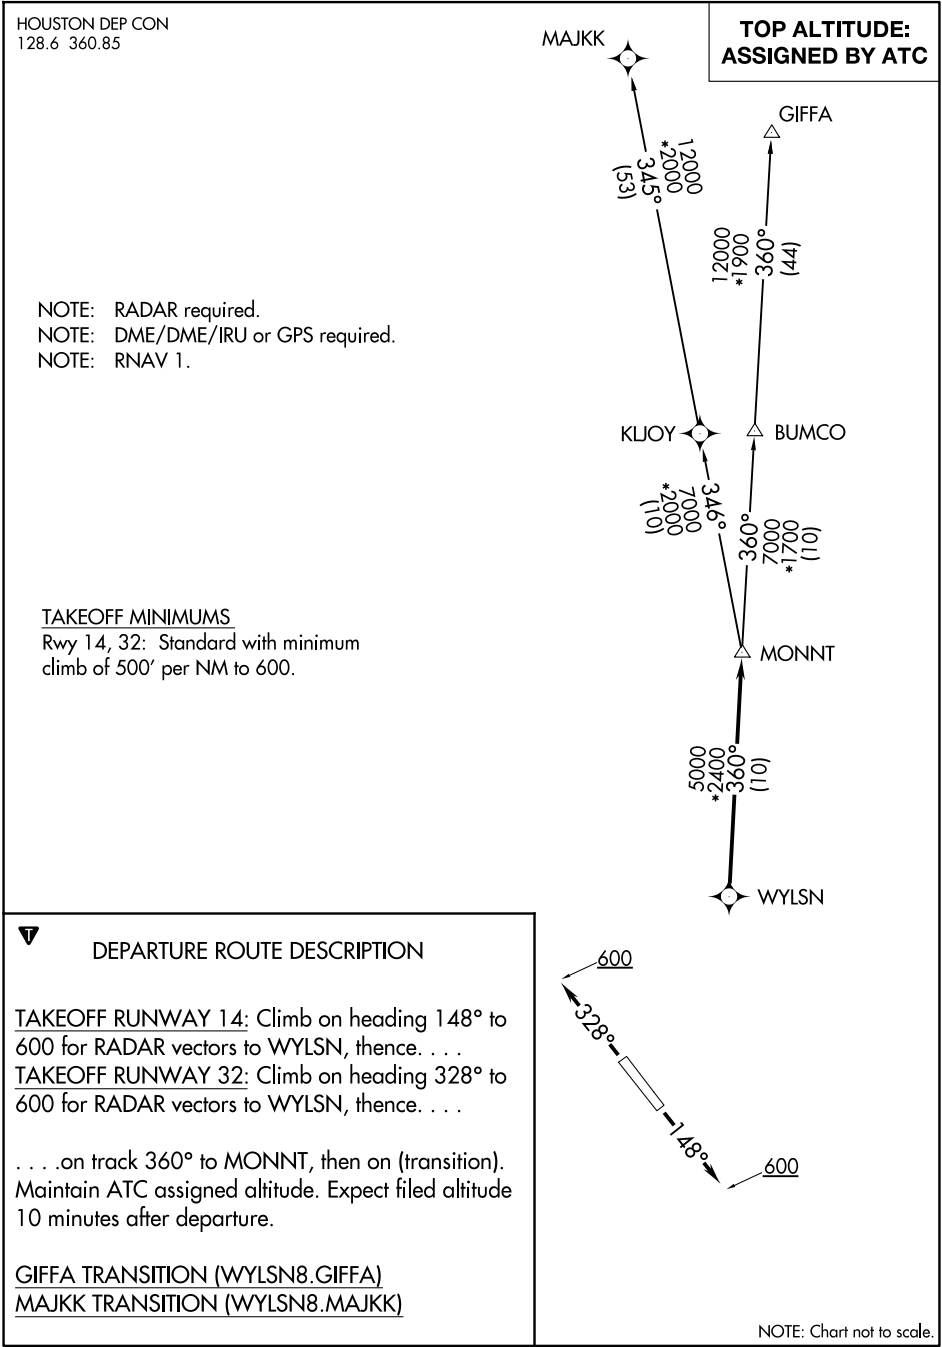 HOUSTON DEP CON
128.6 360.85
TOP ALTITUDE:
ASSIGNED BY ATC
MAJKK
GIFFA
12000
*2000
345°
(53)
12000
*1900
360°
(44)
NOTE: RADAR required.
NOTE: DME/DME/IRU or GPS required.
NOTE: RNAV 1.
KLJOY
BUMCO
346°
7000
*2000
(10)
360°
7000
*1700
(10)
TAKEOFF MINIMUMS
Rwy 14, 32: Standard with minimum
climb of 500' per NM to 600.
MONNT
5000
*2400
360°
(10)
WYLSN
T
DEPARTURE ROUTE DESCRIPTION
TAKEOFF RUNWAY 14: Climb on heading 148° to
600 for RADAR vectors to WYLSN, thence. . . .
TAKEOFF RUNWAY 32: Climb on heading 328° to
600 for RADAR vectors to WYLSN, thence. . . .
. . . .on track 360° to MONNT, then on (transition).
Maintain ATC assigned altitude. Expect filed altitude
10 minutes after departure.
GIFFA TRANSITION (WYLSN8.GIFFA)
MAJKK TRANSITION (WYLSN8.MAJKK)
600
328°
148°
600
NOTE: Chart not to scale.